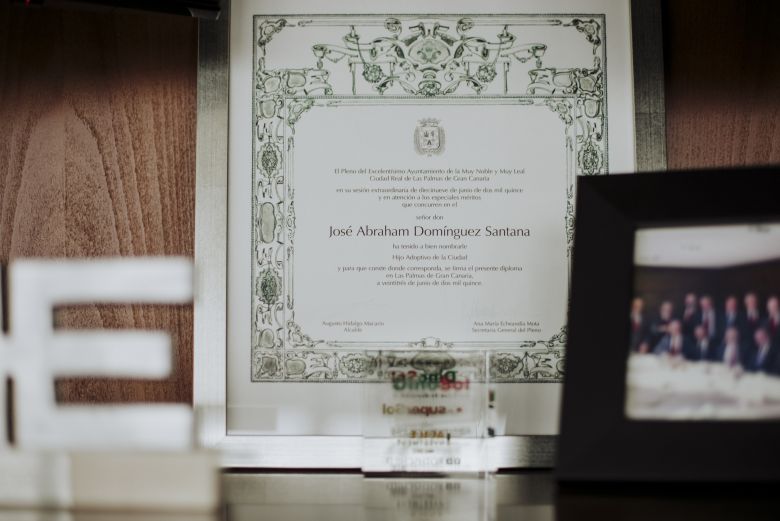 El Pleno del Excelentísimo Ayuntamiento de la Muy Noble y Muy Leal
Ciudad Real de Las Palmas de Gran Canaria
en su sesión extraordinaria de diecinueve de junio de dos mil quince
y en atención a los especiales méritos
que concurren en el
señor don
José Abraham Domínguez Santana
ha tenido a bien nombrarle
Hijo Adoptivo de la Ciudad
y para que conste donde corresponda, se firma el presente diploma
en Las Palmas de Gran Canaria,
a veintitrés de junio de dos mil quince.
Augusto Hidalgo Macario
Alcalde
Ana María Echeandía Mota
Secretaria General del Pleno
superSol
E